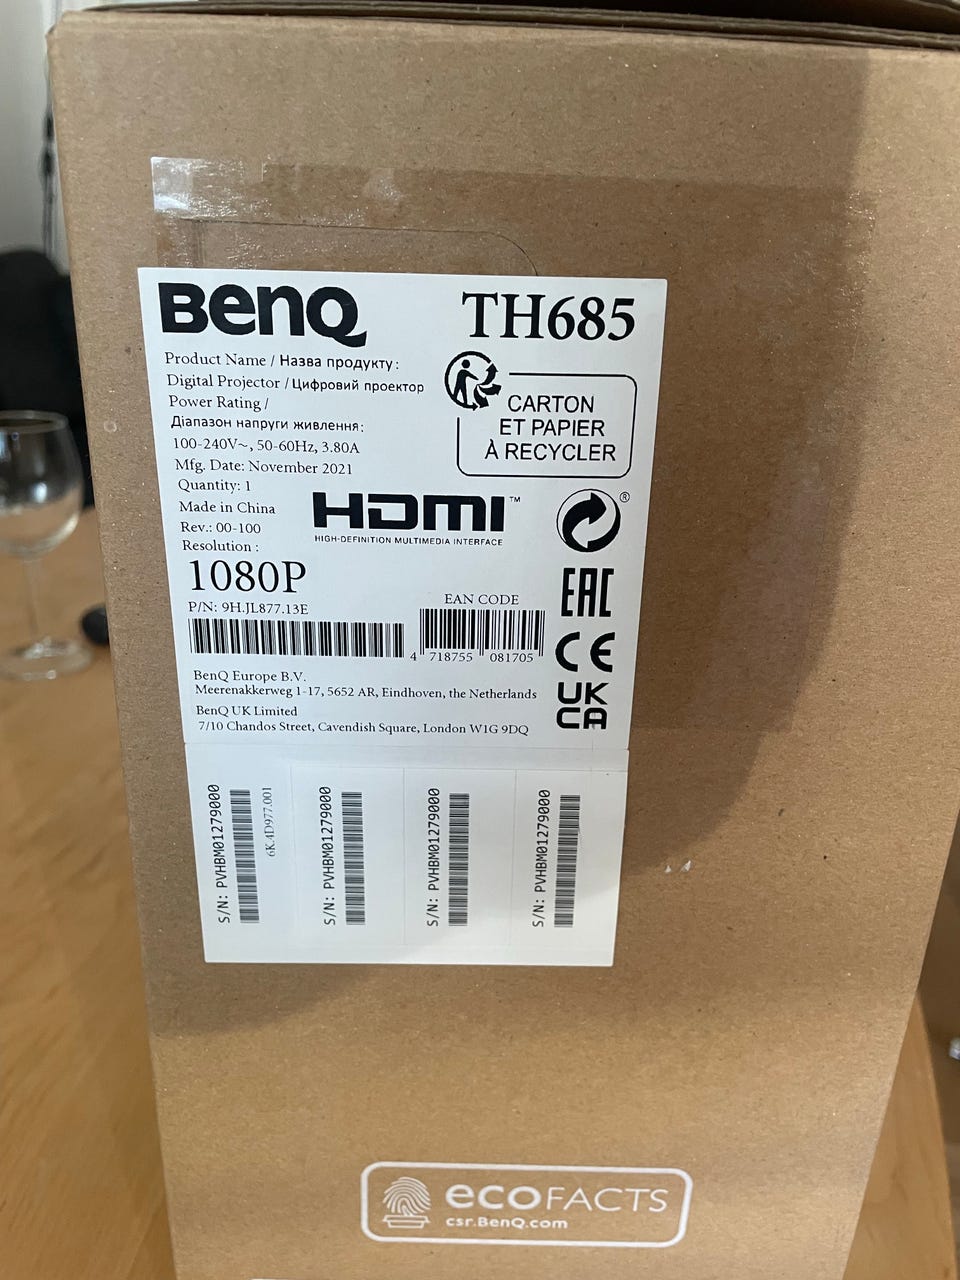 BenQ
TH685
Product Name / Назва продукту:
Digital Projector / Цифровий проектор
Power Rating /
Діапазон напруги живлення:
100-240V~, 50-60Hz, 3.80A
Mfg. Date: November 2021
Quantity: 1
Made in China
Rev.: 00-100
Resolution :
1080P
P/N: 9H.JL877.13E
CARTON
ET PAPIER
À RECYCLER
HDMI™
HIGH-DEFINITION MULTIMEDIA INTERFACE
®
EAC
CE
UK
CA
EAN CODE
4 718755 081705
BenQ Europe B.V.
Meerenakkerweg 1-17, 5652 AR, Eindhoven, the Netherlands
BenQ UK Limited
7/10 Chandos Street, Cavendish Square, London W1G 9DQ
S/N: PVHBM01279000
6K.4D977.001
S/N: PVHBM01279000
S/N: PVHBM01279000
S/N: PVHBM01279000
ecoFACTS
csr.BenQ.com